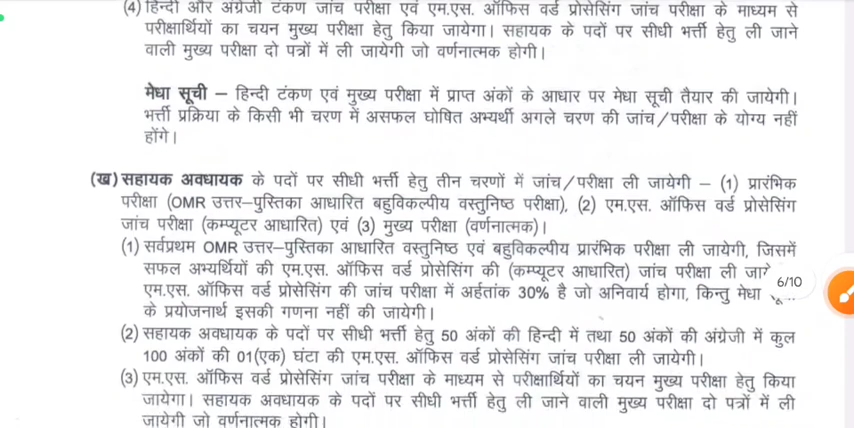 (4) हिन्दी और अंग्रेजी टंकण जांच परीक्षा एवं एम.एस. ऑफिस वर्ड प्रोसेसिंग जांच परीक्षा के माध्यम से
परीक्षार्थियों का चयन मुख्य परीक्षा हेतु किया जायेगा। सहायक के पदों पर सीधी भर्त्ती हेतु ली जाने
वाली मुख्य परीक्षा दो पत्रों में ली जायेगी जो वर्णनात्मक होगी।
मेधा सूची – हिन्दी टंकण एवं मुख्य परीक्षा में प्राप्त अंकों के आधार पर मेधा सूची तैयार की जायेगी।
भर्त्ती प्रक्रिया के किसी भी चरण में असफल घोषित अभ्यर्थी अगले चरण की जांच/परीक्षा के योग्य नहीं
होंगे।
(ख) सहायक अवधायक के पदों पर सीधी भर्त्ती हेतु तीन चरणों में जांच/परीक्षा ली जायेगी – (1) प्रारंभिक
परीक्षा (OMR उत्तर–पुस्तिका आधारित बहुविकल्पीय वस्तुनिष्ठ परीक्षा), (2) एम.एस. ऑफिस वर्ड प्रोसेसिंग
जांच परीक्षा (कम्प्यूटर आधारित) एवं (3) मुख्य परीक्षा (वर्णनात्मक)।
(1) सर्वप्रथम OMR उत्तर–पुस्तिका आधारित वस्तुनिष्ठ एवं बहुविकल्पीय प्रारंभिक परीक्षा ली जायेगी, जिसमें
सफल अभ्यर्थियों की एम.एस. ऑफिस वर्ड प्रोसेसिंग की (कम्प्यूटर आधारित) जांच परीक्षा ली
6/10
एम.एस. ऑफिस वर्ड प्रोसेसिंग की जांच परीक्षा में अर्हतांक 30% है जो अनिवार्य होगा, किन्तु मेधा
के प्रयोजनार्थ इसकी गणना नहीं की जायेगी।
(2) सहायक अवधायक के पदों पर सीधी भर्त्ती हेतु 50 अंकों की हिन्दी में तथा 50 अंकों की अंग्रेजी में कुल
100 अंकों की 01(एक) घंटा की एम.एस. ऑफिस वर्ड प्रोसेसिंग जांच परीक्षा ली जायेगी।
(3) एम.एस. ऑफिस वर्ड प्रोसेसिंग जांच परीक्षा के माध्यम से परीक्षार्थियों का चयन मुख्य परीक्षा हेतु किया
जायेगा। सहायक अवधायक के पदों पर सीधी भर्त्ती हेतु ली जाने वाली मुख्य परीक्षा दो पत्रों में ली
जायेगी जो वर्णनात्मक होगी।